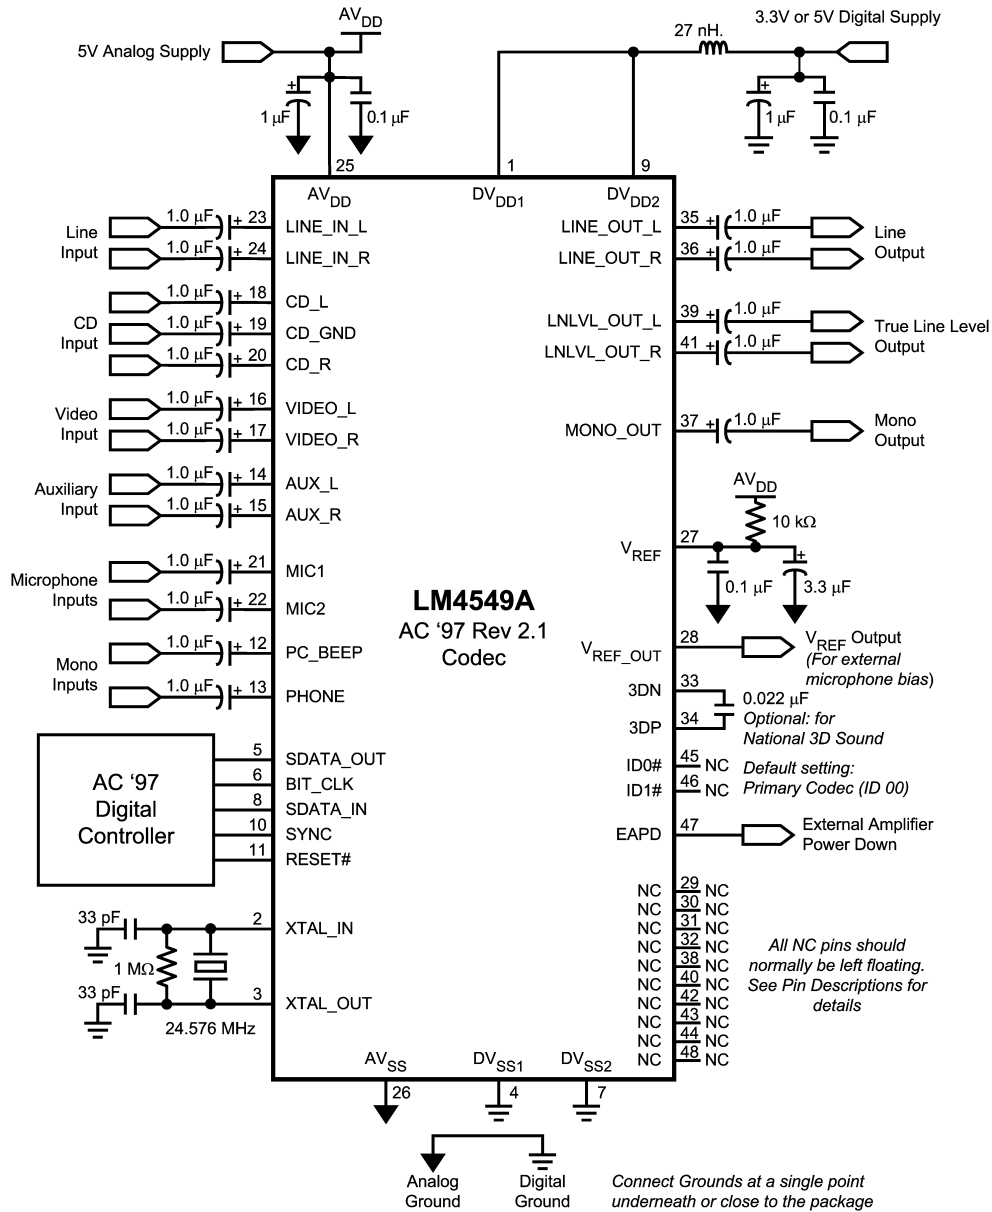 AVDD
3.3V or 5V Digital Supply
5V Analog Supply
27 nH.
+
1 µF
0.1 µF
+
1 µF
0.1 µF
25
1
9
AVDD
DVDD1
DVDD2
Line
Input
1.0 µF
+
23
LINE_IN_L
1.0 µF
+
24
LINE_IN_R
CD
Input
1.0 µF
+
18
CD_L
1.0 µF
+
19
CD_GND
1.0 µF
+
20
CD_R
Video
Input
1.0 µF
+
16
VIDEO_L
1.0 µF
+
17
VIDEO_R
Auxiliary
Input
1.0 µF
+
14
AUX_L
1.0 µF
+
15
AUX_R
Microphone
Inputs
1.0 µF
+
21
MIC1
1.0 µF
+
22
MIC2
Mono
Inputs
1.0 µF
+
12
PC_BEEP
1.0 µF
+
13
PHONE
AC ‘97
Digital
Controller
5
SDATA_OUT
6
BIT_CLK
8
SDATA_IN
10
SYNC
11
RESET#
33 pF
2
XTAL_IN
1 MΩ
33 pF
3
XTAL_OUT
24.576 MHz
LM4549A
AC ‘97 Rev 2.1
Codec
LINE_OUT_L
35
+
1.0 µF
LINE_OUT_R
36
+
1.0 µF
Line
Output
LNLVL_OUT_L
39
+
1.0 µF
LNLVL_OUT_R
41
+
1.0 µF
True Line Level
Output
MONO_OUT
37
+
1.0 µF
Mono
Output
AVDD
10 kΩ
VREF
27
+
0.1 µF
3.3 µF
VREF_OUT
28
VREF Output
(For external
microphone bias)
3DN
33
0.022 µF
3DP
34
Optional: for
National 3D Sound
ID0#
45
NC
ID1#
46
NC
Default setting:
Primary Codec (ID 00)
EAPD
47
External Amplifier
Power Down
NC
29
NC
NC
30
NC
NC
31
NC
NC
32
NC
NC
38
NC
NC
40
NC
NC
42
NC
NC
43
NC
NC
44
NC
NC
48
NC
All NC pins should
normally be left floating.
See Pin Descriptions for
details
AVSS
DVSS1
DVSS2
26
4
7
Analog
Ground
Digital
Ground
Connect Grounds at a single point
underneath or close to the package